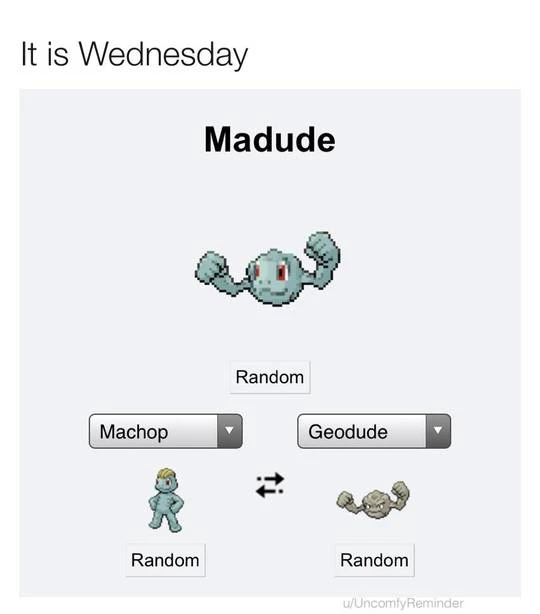 It is Wednesday
Madude
Random
Machop
Geodude
Random
Random
u/UncomfyReminder